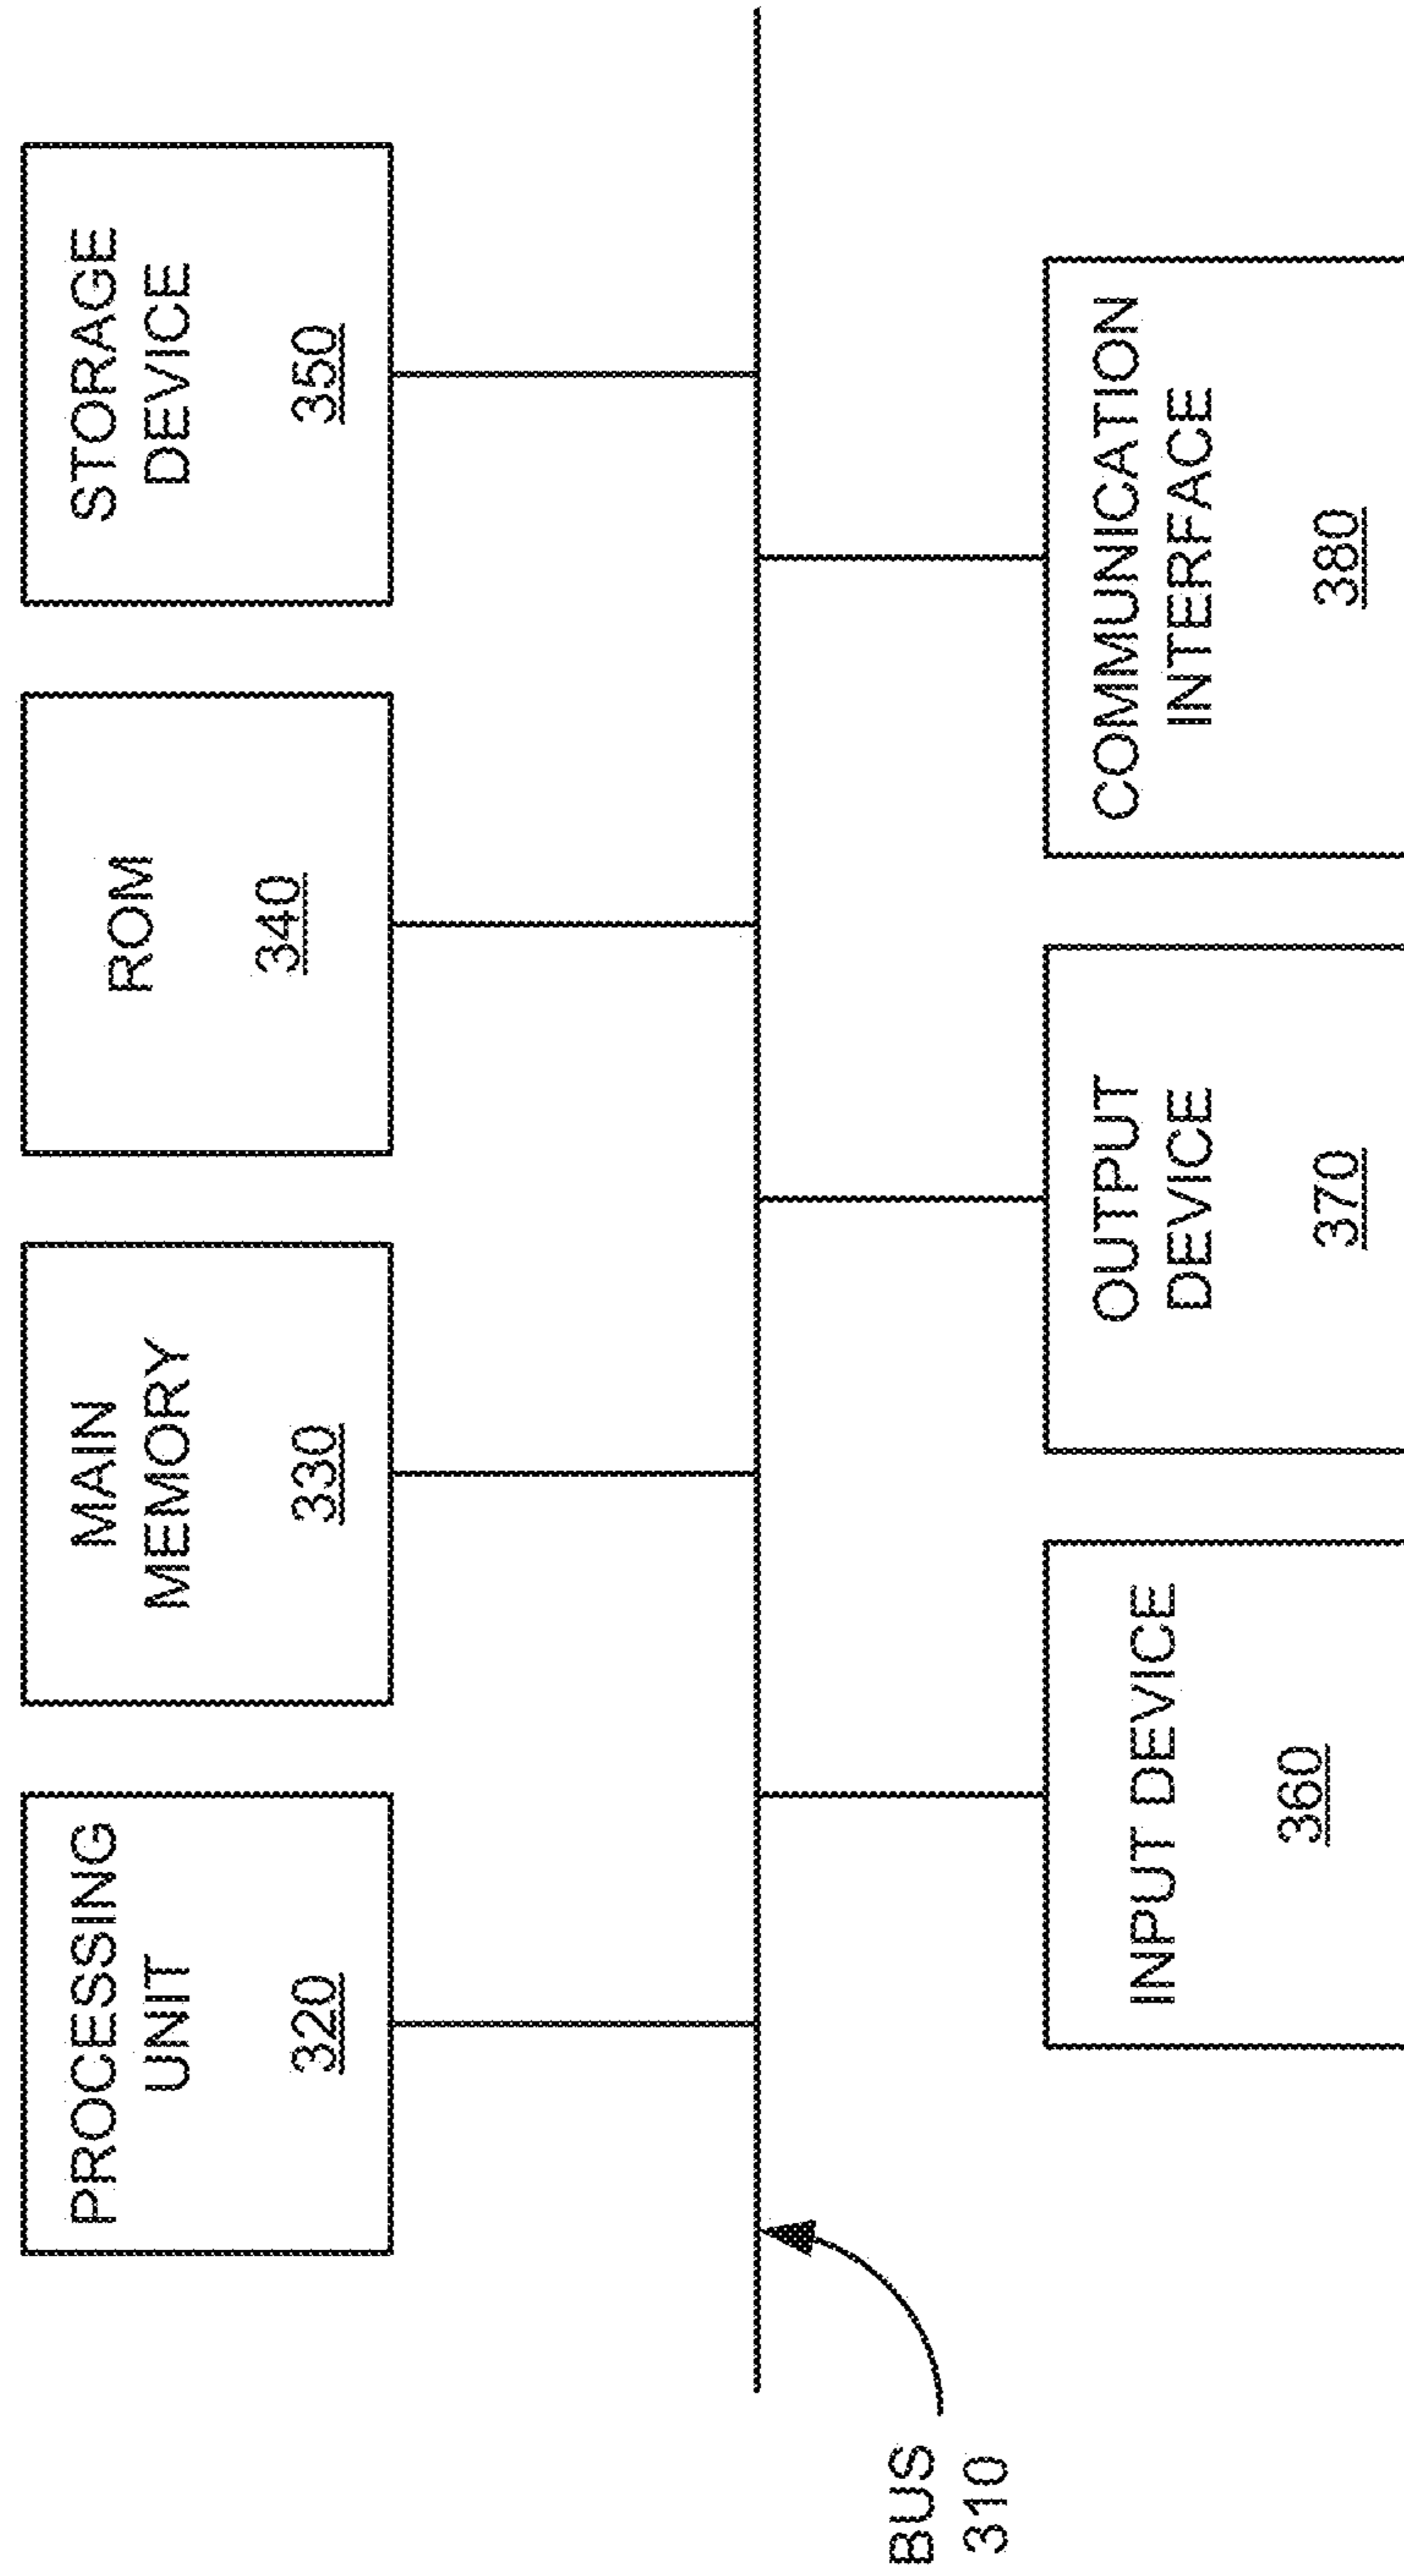 PROCESSING
UNIT
320
MAIN
MEMORY
330
ROM
340
STORAGE
DEVICE
350
BUS
310
INPUT DEVICE
360
OUTPUT
DEVICE
370
COMMUNICATION
INTERFACE
380